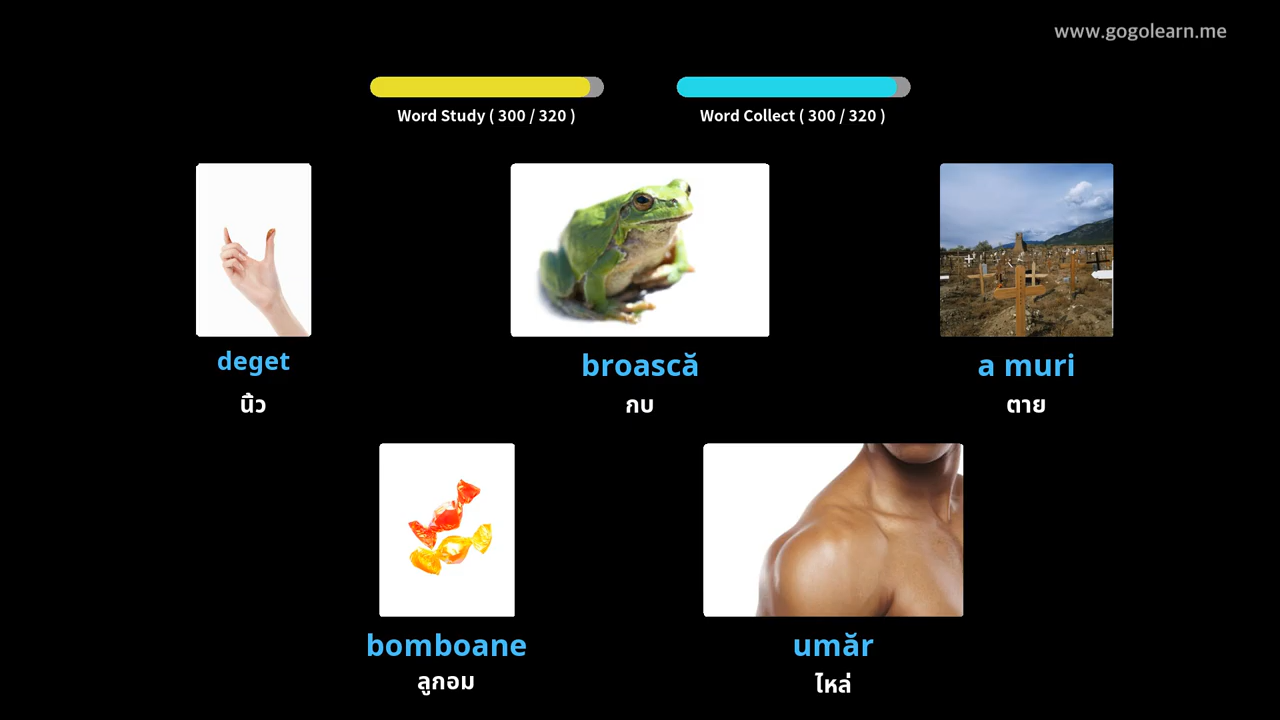 www.gogolearn.me
Word Study ( 300 / 320 )
Word Collect ( 300 / 320 )
deget
นิ้ว
broască
กบ
a muri
ตาย
bomboane
ลูกอม
umăr
ไหล่